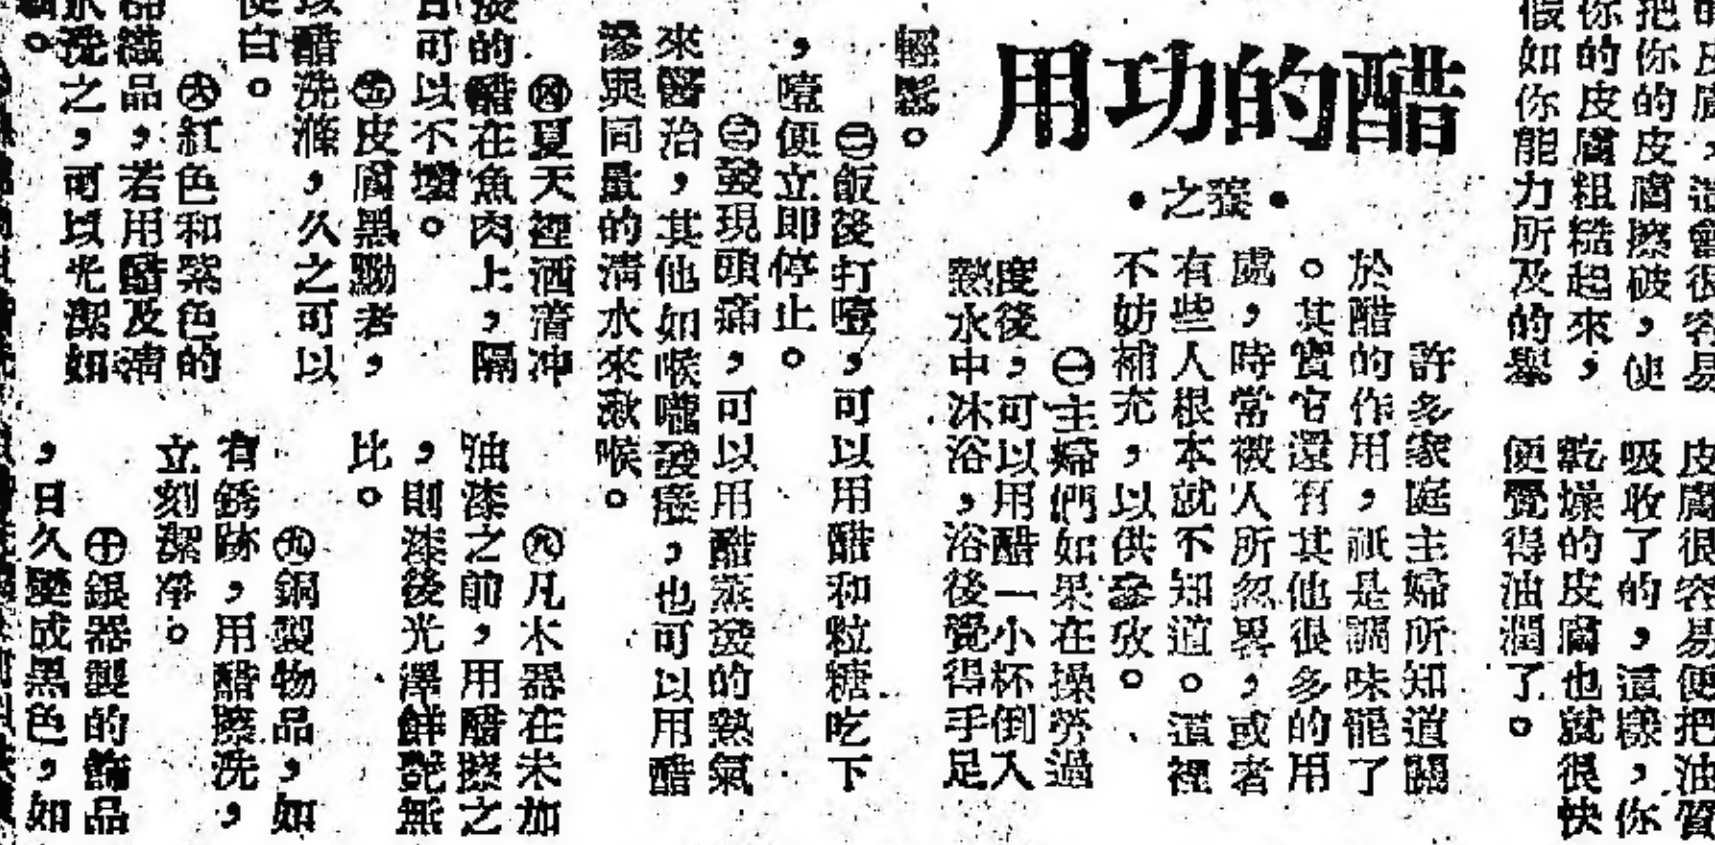 的皮膚，這會很容易
把你的皮膚擦破，使
你的皮膚粗糙起來，
假如你能力所及的舉
皮膚很容易便把油質
吸收了的，這樣，你
乾燥的皮膚也就很快
便覺得油潤了。
醋的功用
• 之 •
許多家庭主婦所知道關
於醋的作用，祇是調味罷了
。其實它還有其他很多的用
處，時常被人所忽畧，或者
有些人根本就不知道。這裡
不妨補充，以供參攷。
㊀主婦們如果在操勞過
度後，可以用醋一小杯倒入
熱水中沐浴，浴後覺得手足
輕鬆。
㊁飯後打噎，可以用醋和粒糖吃下
，噎便立即停止。
㊂發現頭痛，可以用醋蒸發的熱氣
來醫治，其他如喉嚨發癢，也可以用醋
滲與同量的清水來漱喉。
㊃夏天裡洒着冲
淡的醋在魚肉上，隔
日可以不壞。
㊄皮膚黑黝者，
醋洗滌，久之可以
使白。
㊅紅色和紫色的
織品，若用醋及清
水洗之，可以光潔如
。
㊇凡木器在未加
油漆之前，用醋擦之
，則漆後光澤鮮艷無
比。
㊈銅製物品，如
有銹跡，用醋擦洗，
立刻潔净。
㊉銀器製的飾品
，日久變成黑色，如